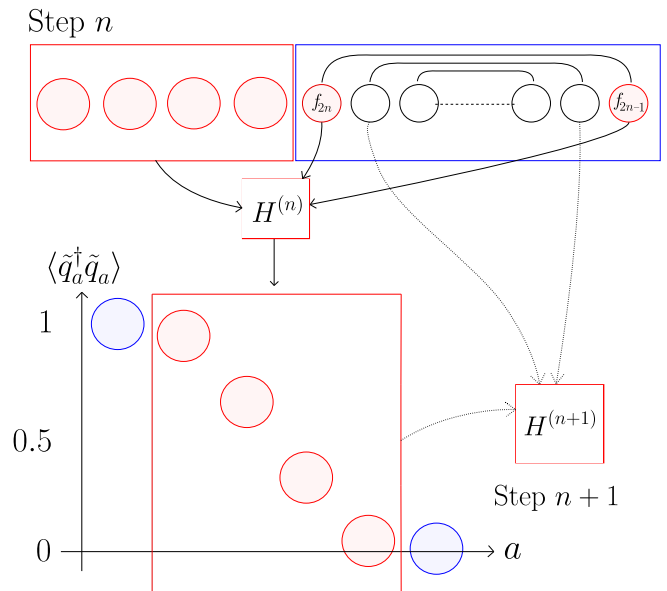 Step n
f₂ₙ
f₂ₙ₋₁
H⁽ⁿ⁾
⟨q̃ₐ†q̃ₐ⟩
1
0.5
0
a
H⁽ⁿ⁺¹⁾
Step n + 1